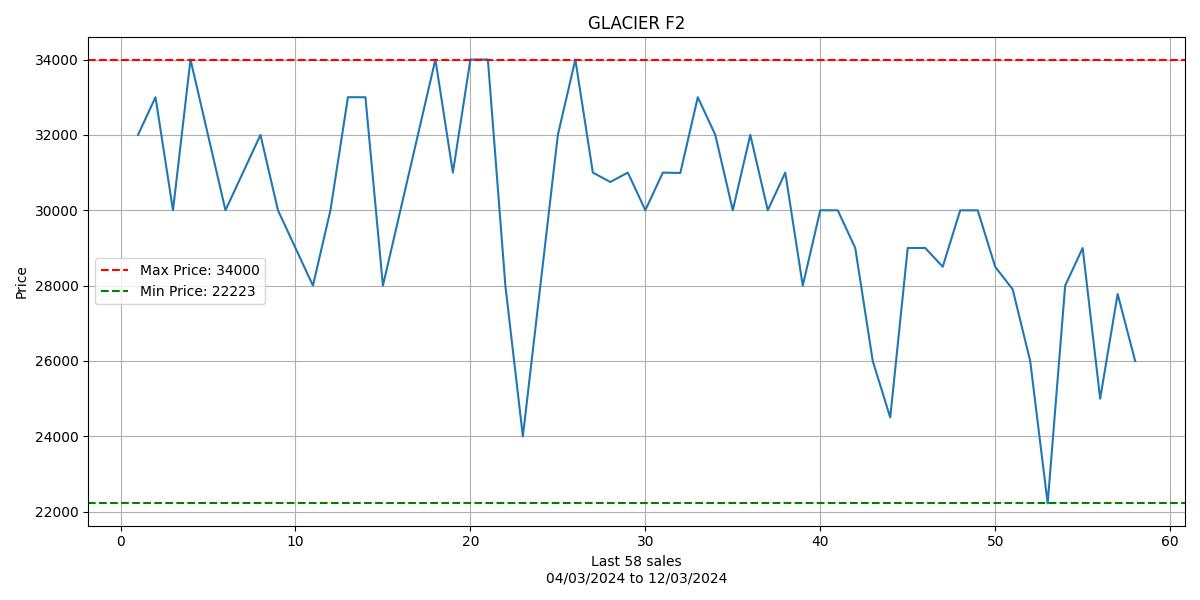 GLACIER F2
34000
32000
30000
28000
26000
24000
22000
Price
Max Price: 34000
Min Price: 22223
0 10 20 30 40 50 60
Last 58 sales
04/03/2024 to 12/03/2024